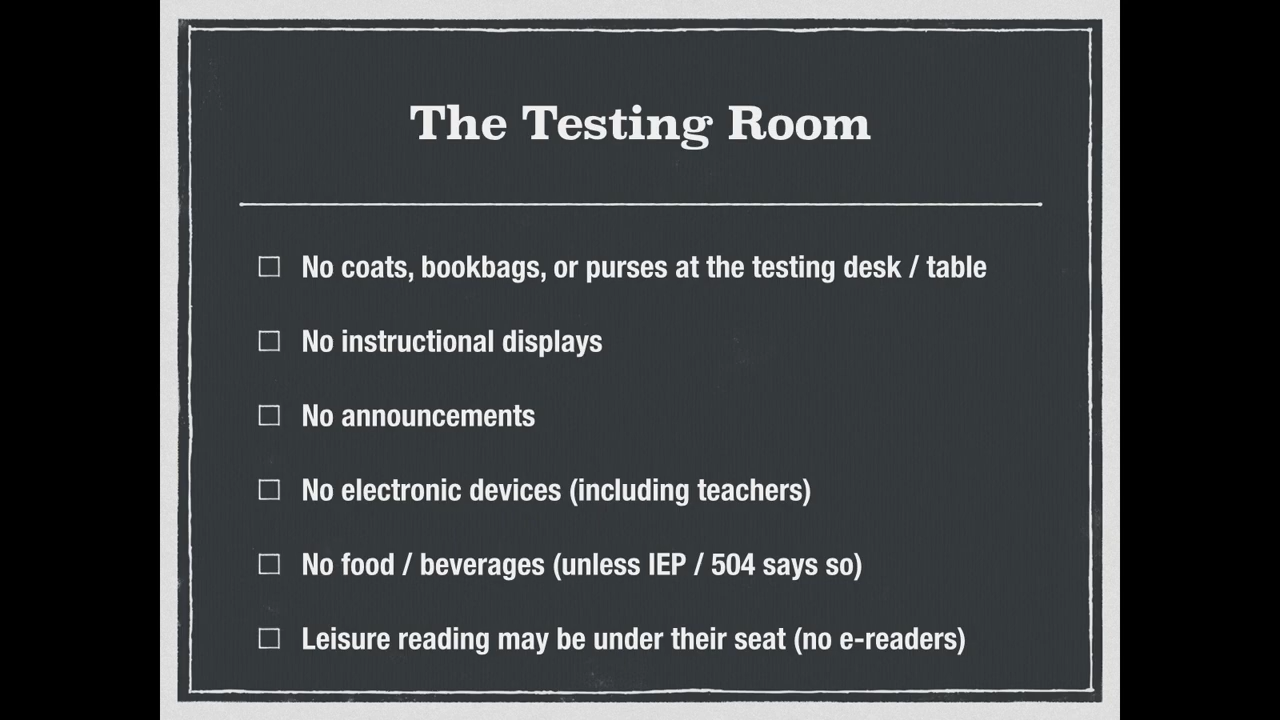 The Testing Room
No coats, bookbags, or purses at the testing desk / table
No instructional displays
No announcements
No electronic devices (including teachers)
No food / beverages (unless IEP / 504 says so)
Leisure reading may be under their seat (no e-readers)